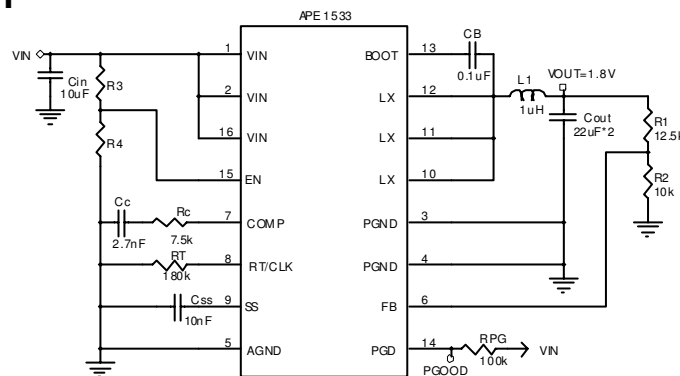 APE1533
VIN
1
VIN
BOOT
13
CB
0.1uF
Cin
10uF
R3
2
VIN
LX
12
L1
1uH
VOUT=1.8V
Cout
22uF*2
R1
12.5k
R4
16
VIN
LX
11
15
EN
LX
10
R2
10k
Cc
2.7nF
Rc
7.5k
7
COMP
PGND
3
RT
180k
8
RT/CLK
PGND
4
Css
10nF
9
SS
FB
6
5
AGND
PGD
14
RPG
100k
VIN
PGOOD